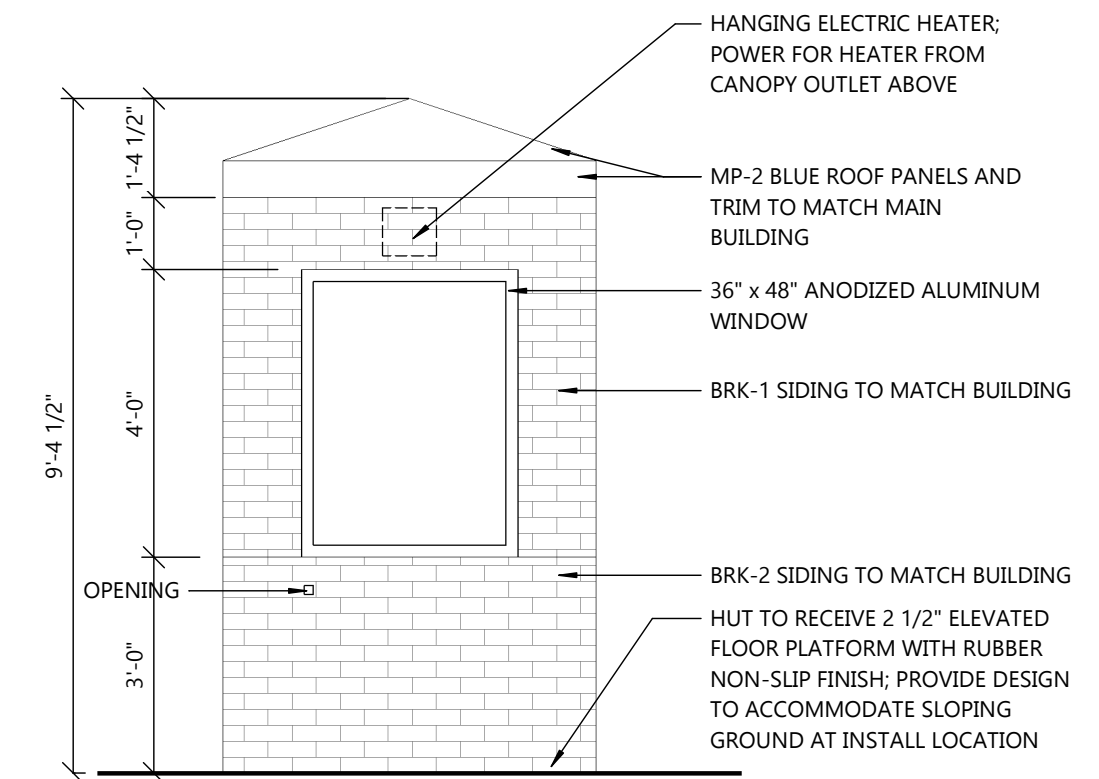 HANGING ELECTRIC HEATER;
POWER FOR HEATER FROM
CANOPY OUTLET ABOVE
MP-2 BLUE ROOF PANELS AND
TRIM TO MATCH MAIN
BUILDING
36" x 48" ANODIZED ALUMINUM
WINDOW
BRK-1 SIDING TO MATCH BUILDING
BRK-2 SIDING TO MATCH BUILDING
HUT TO RECEIVE 2 1/2" ELEVATED
FLOOR PLATFORM WITH RUBBER
NON-SLIP FINISH; PROVIDE DESIGN
TO ACCOMMODATE SLOPING
GROUND AT INSTALL LOCATION
OPENING
9'-4 1/2"
1'-4 1/2"
1'-0"
4'-0"
3'-0"